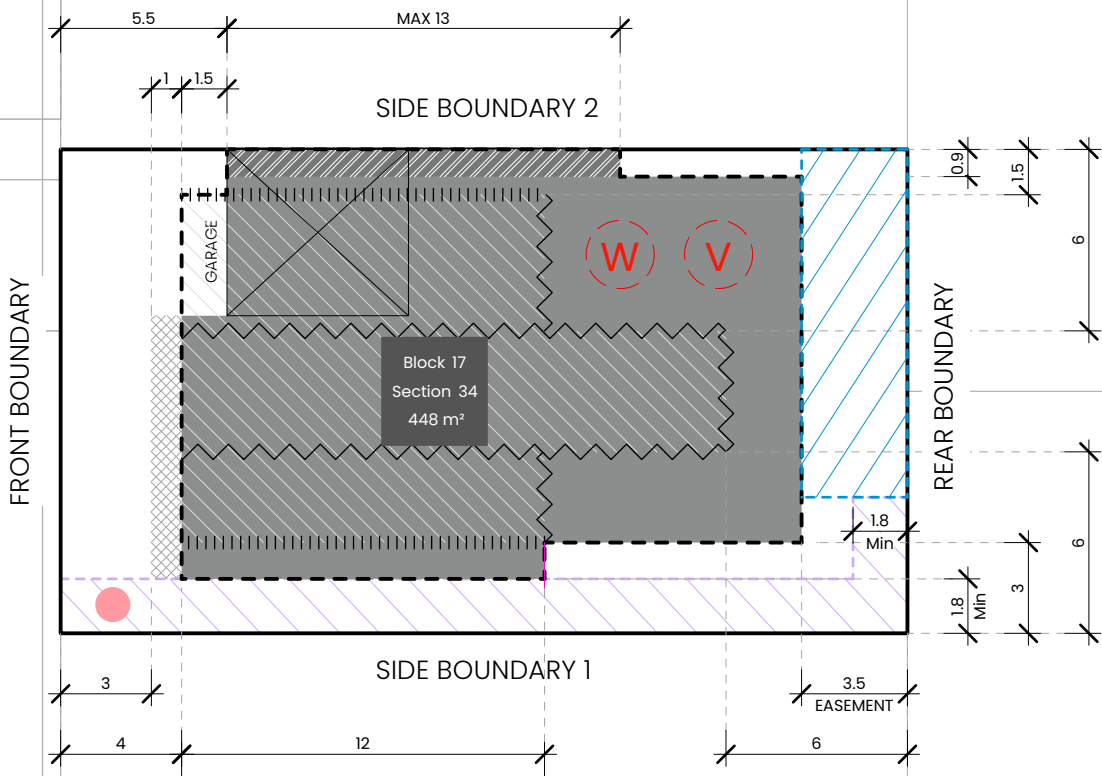 5.5
MAX 13
1
1.5
SIDE BOUNDARY 2
0.9
1.5
6
GARAGE
W
V
FRONT BOUNDARY
REAR BOUNDARY
Block 17
Section 34
448 m²
1.8
Min
6
3
1.8
Min
SIDE BOUNDARY 1
3
3.5
EASEMENT
4
12
6